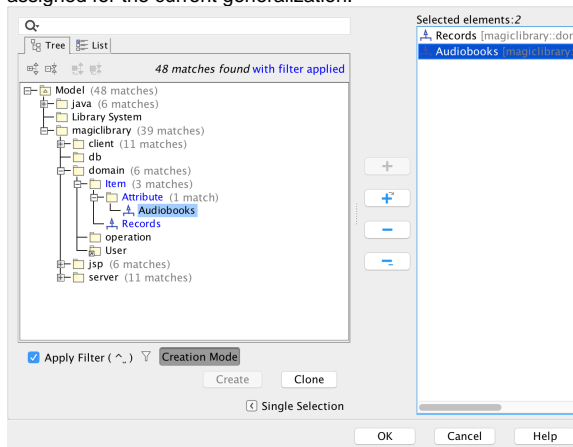 assigned for the current generalization.
Selected elements:2
Tree
List
48 matches found with filter applied
Model (48 matches)
java (6 matches)
Library System
magiclibrary (39 matches)
client (11 matches)
db
domain (6 matches)
Item (3 matches)
Attribute (1 match)
Audiobooks
Records
operation
User
jsp (6 matches)
server (11 matches)
Apply Filter (^_) Creation Mode
Create Clone
Single Selection
Records [magiclibrary::dom
Audiobooks [magiclibrary:
OK Cancel Help